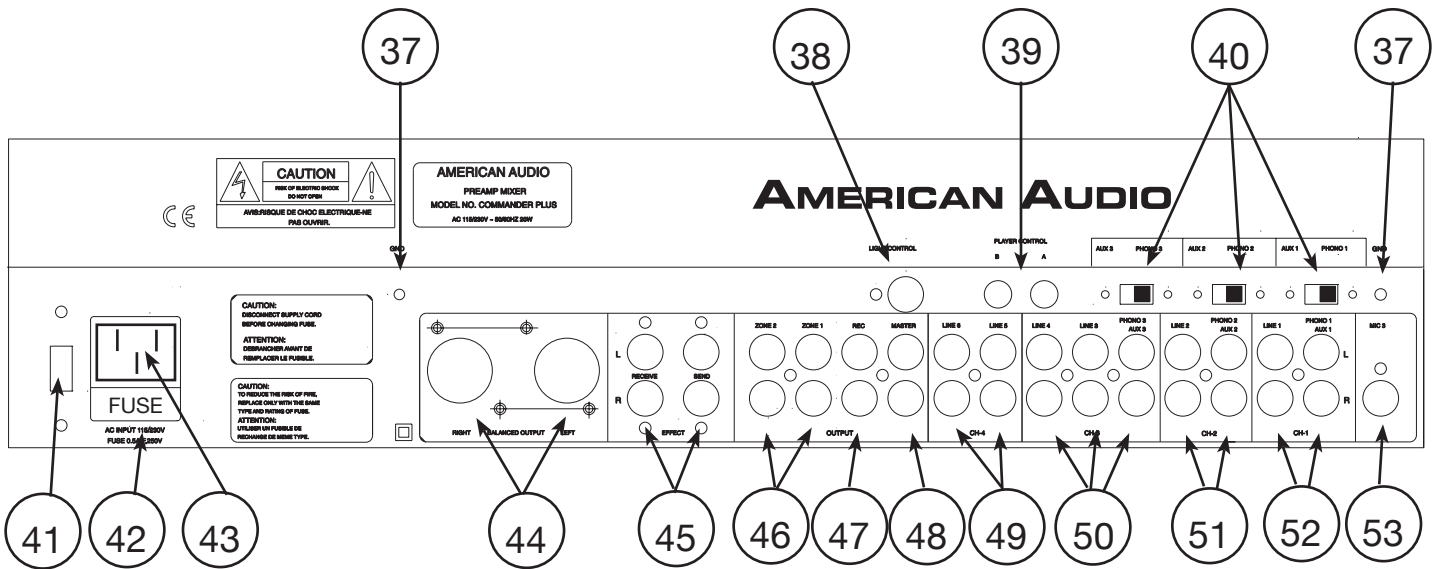 37
38
39
40
37
CAUTION
RISK OF ELECTRIC SHOCK
DO NOT OPEN
AVIS:RISQUE DE CHOC ELECTRIQUE-NE
PAS OUVRIR.
CE
AMERICAN AUDIO
PREAMP MIXER
MODEL NO. COMMANDER PLUS
AC 115/230V ~ 50/60HZ 20W
AMERICAN AUDIO
GND
LIGHT CONTROL
PLAYER CONTROL
B A
AUX 3 PHONO 3 AUX 2 PHONO 2 AUX 1 PHONO 1 GND
CAUTION:
DISCONNECT SUPPLY CORD
BEFORE CHANGING FUSE.
ATTENTION:
DEBRANCHER AVANT DE
REMPLACER LE FUSIBLE.
CAUTION:
TO REDUCE THE RISK OF FIRE,
REPLACE ONLY WITH THE SAME
TYPE AND RATING OF FUSE.
ATTENTION:
UTILISER UN FUSIBLE DE
RECHANGE DE MEME TYPE.
FUSE
AC INPUT 115/230V
FUSE 250V
RIGHT BALANCED OUTPUT LEFT
L
RECEIVE SEND
R
EFFECT
ZONE 2 ZONE 1 REC MASTER
OUTPUT
LINE 6 LINE 5
CH-4
LINE 4 LINE 3 PHONO 3
AUX 3
CH-3
LINE 2 PHONO 2
AUX 2
CH-2
LINE 1 PHONO 1
AUX 1
L
R
CH-1
MIC 3
41
42
43
44
45
46
47
48
49
50
51
52
53